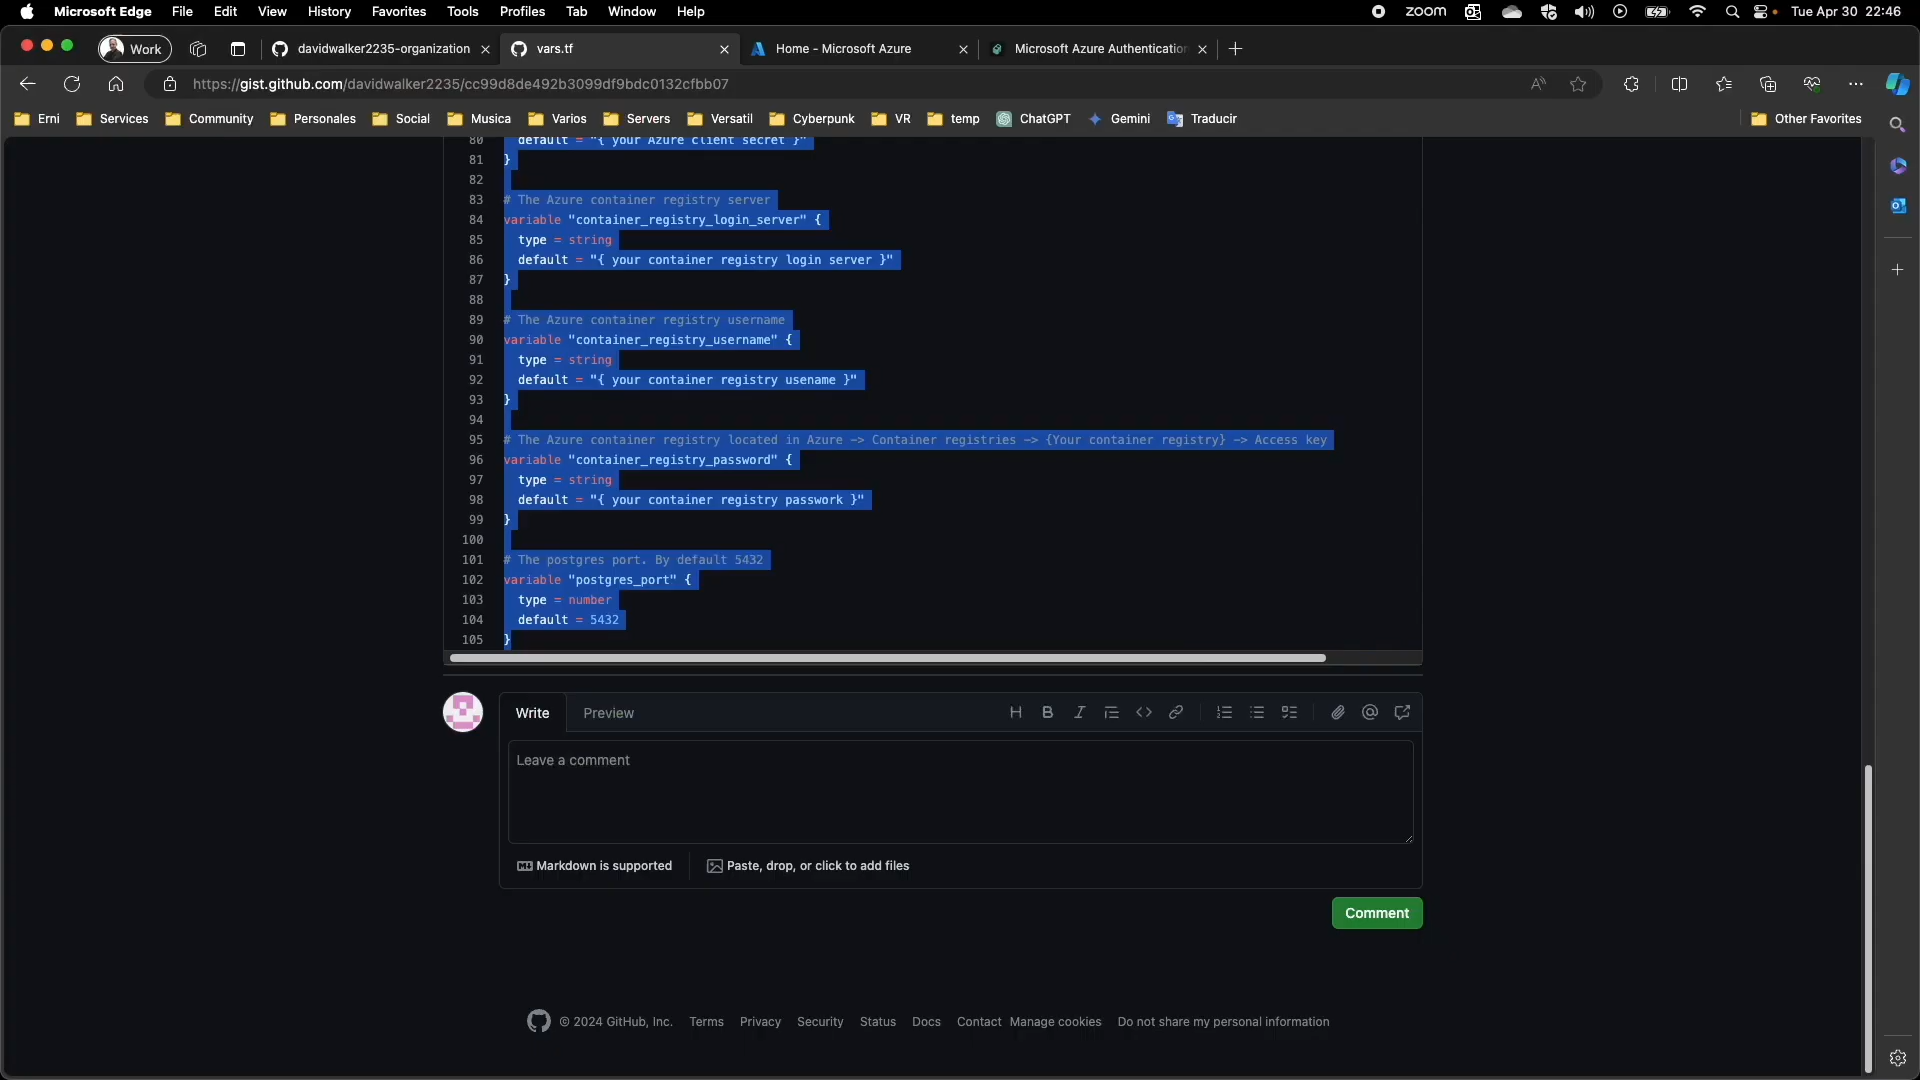 Microsoft Edge File Edit View History Favorites Tools Profiles Tab Window Help zoom Tue Apr 30 22:46
Work davidwalker2235-organization vars.tf Home - Microsoft Azure Microsoft Azure Authentication
https://gist.github.com/davidwalker2235/cc99d8de492b3099df9bdc0132cfbb07
Erni Services Community Personales Social Musica Varios Servers Versatil Cyberpunk VR temp ChatGPT Gemini Traducir Other Favorites
80 default = "{ your Azure client secret }"
81 }
82
83 # The Azure container registry server
84 variable "container_registry_login_server" {
85 type = string
86 default = "{ your container registry login server }"
87 }
88
89 # The Azure container registry username
90 variable "container_registry_username" {
91 type = string
92 default = "{ your container registry usename }"
93 }
94
95 # The Azure container registry located in Azure -> Container registries -> {Your container registry} -> Access key
96 variable "container_registry_password" {
97 type = string
98 default = "{ your container registry passwork }"
99 }
100
101 # The postgres port. By default 5432
102 variable "postgres_port" {
103 type = number
104 default = 5432
105 }
Write Preview
Leave a comment
Markdown is supported Paste, drop, or click to add files
Comment
© 2024 GitHub, Inc. Terms Privacy Security Status Docs Contact Manage cookies Do not share my personal information